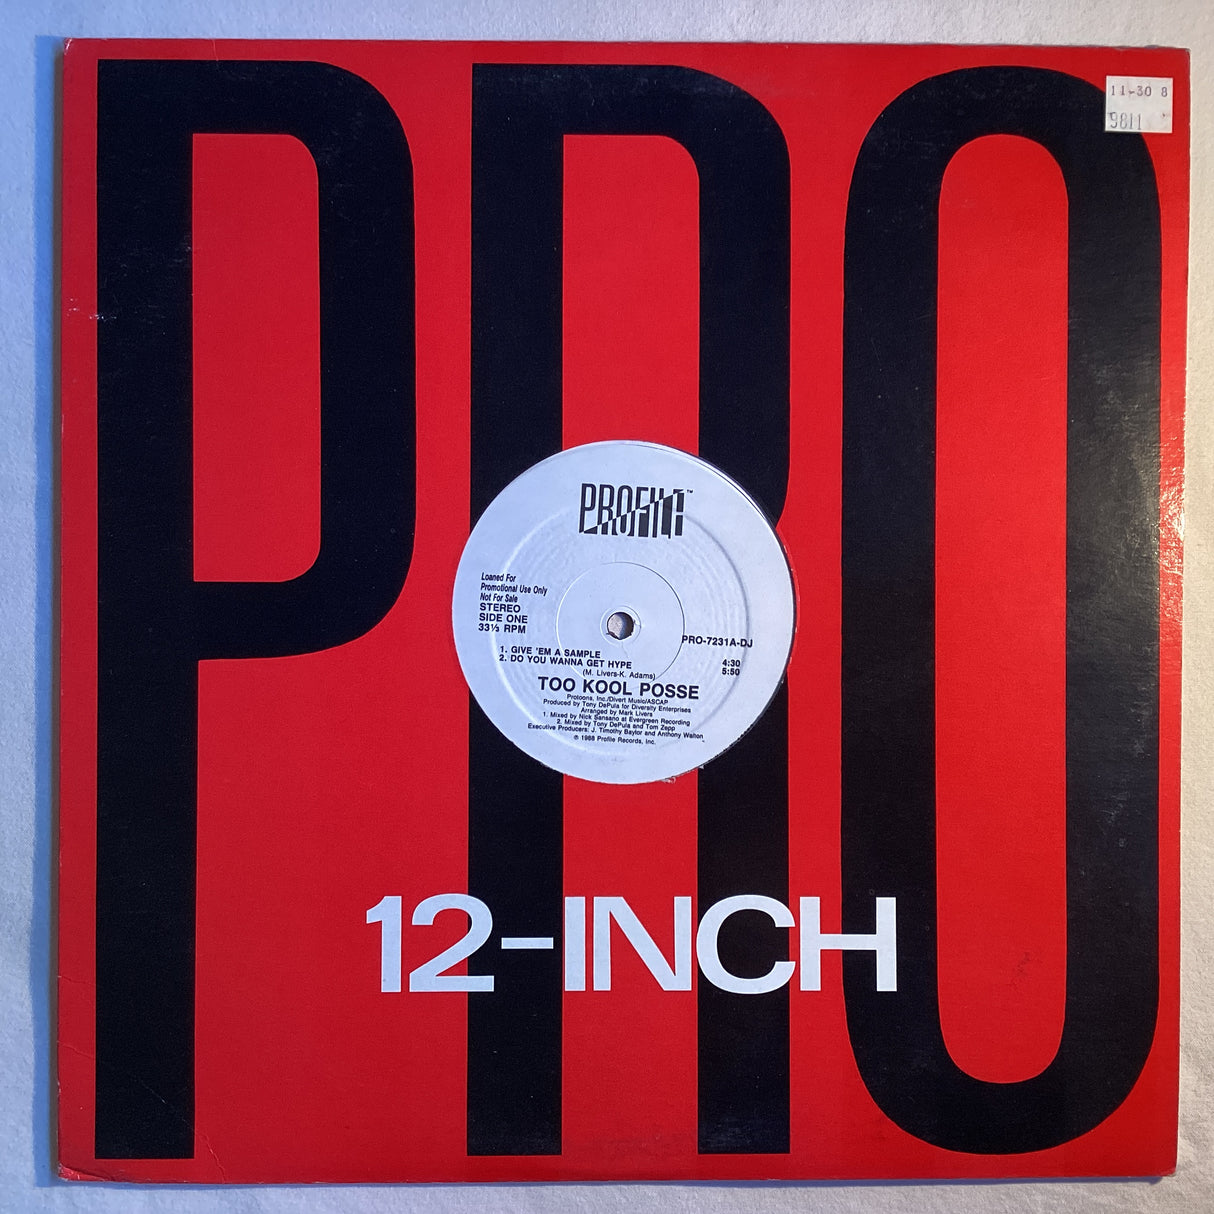 PRO
11-30 8
9811
PROFILE™
Loaned For
Promotional Use Only
Not For Sale
STEREO
SIDE ONE
33⅓ RPM
PRO-7231A-DJ
1. GIVE 'EM A SAMPLE 4:30
2. DO YOU WANNA GET HYPE 5:50
(M. Livers-K. Adams)
TOO KOOL POSSE
Protoons, Inc./Divert Music/ASCAP
Produced by Tony DePula for Diversity Enterprises
Arranged by Mark Livers
1. Mixed by Nick Sansano at Evergreen Recording
2. Mixed by Tony DePula and Tom Zepp
Executive Producers: J. Timothy Baylor and Anthony Walton
℗ 1988 Profile Records, Inc.
12-INCH